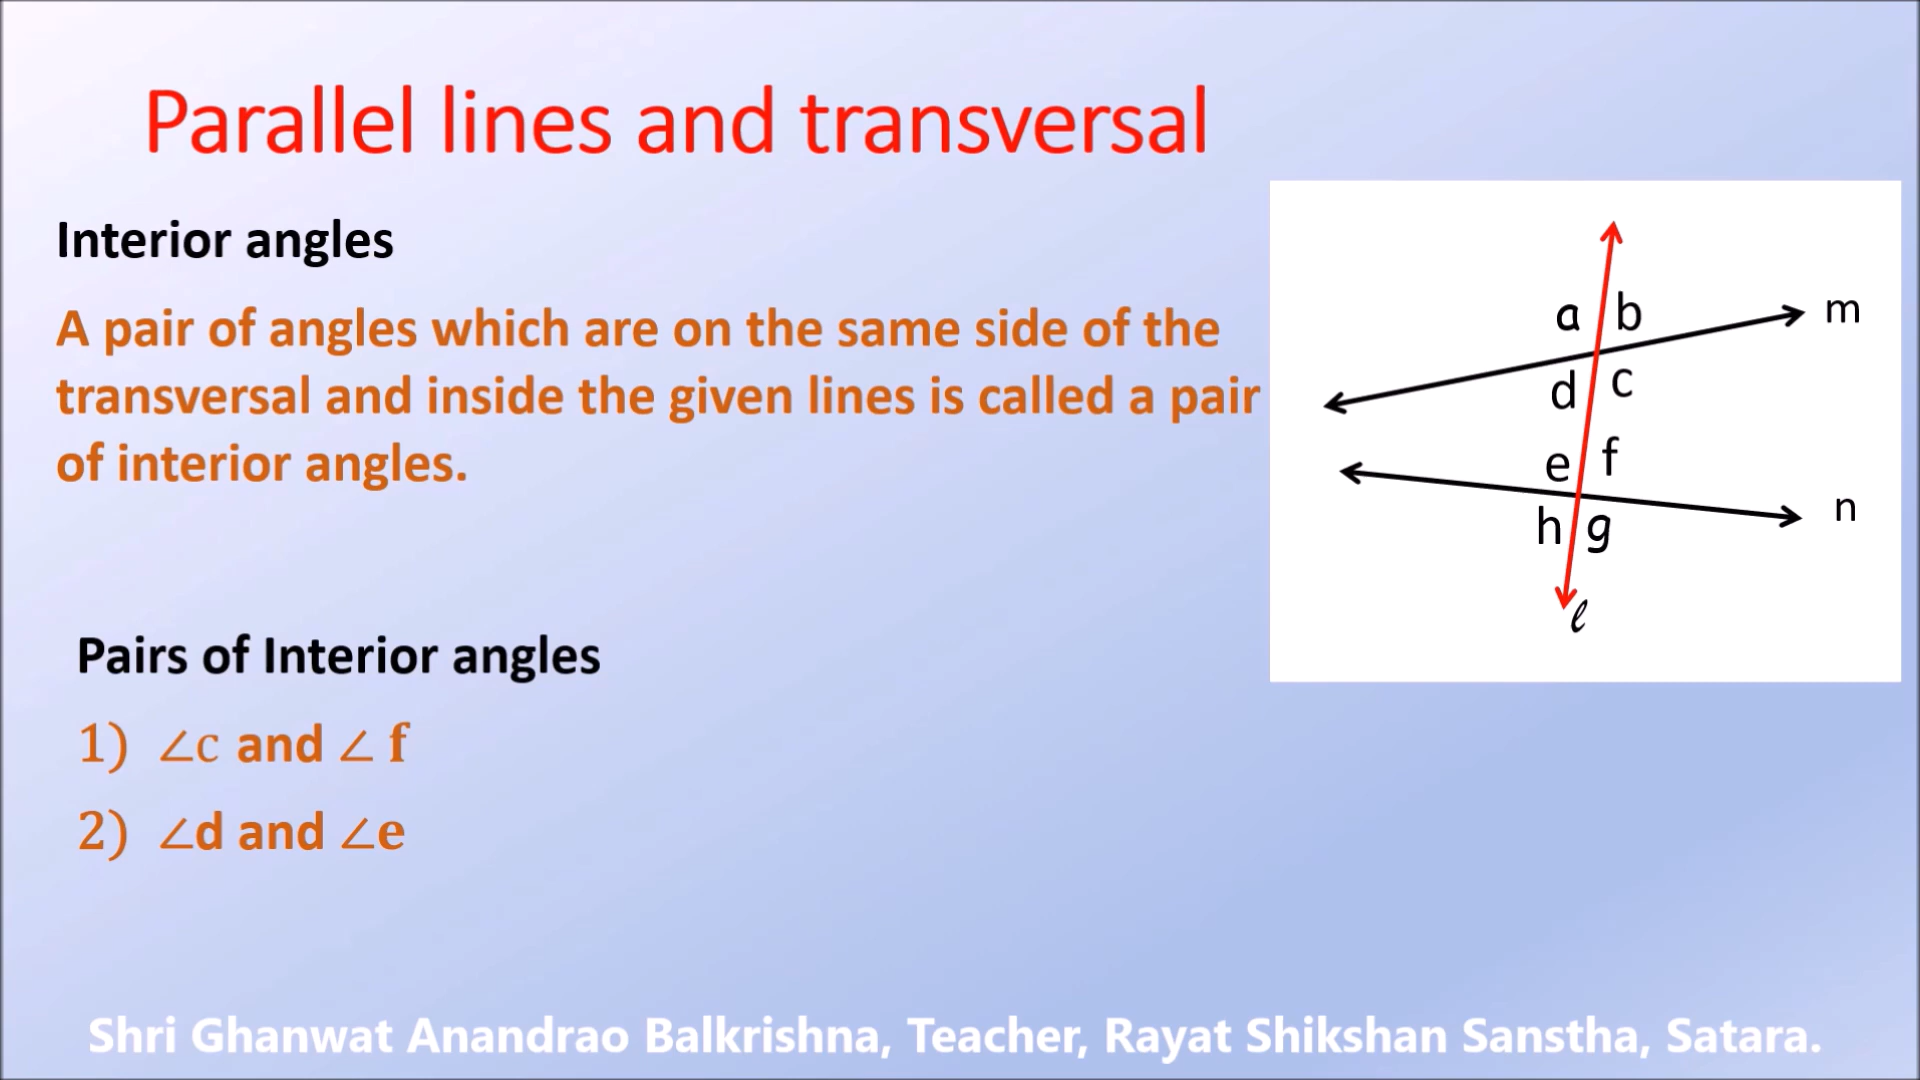 Parallel lines and transversal
Interior angles
A pair of angles which are on the same side of the
transversal and inside the given lines is called a pair
of interior angles.
Pairs of Interior angles
1) ∠c and ∠ f
2) ∠d and ∠e
a b m
d c
e f
n
h g
ℓ
Shri Ghanwat Anandrao Balkrishna, Teacher, Rayat Shikshan Sanstha, Satara.